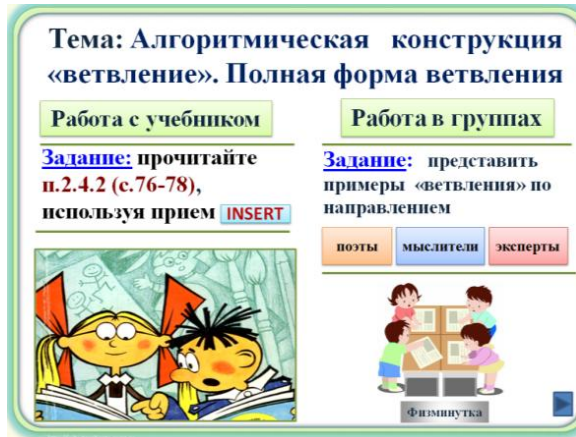 Тема: Алгоритмическая конструкция
«ветвление». Полная форма ветвления
Работа с учебником
Задание: прочитайте
п.2.4.2 (с.76-78),
используя прием INSERT
Работа в группах
Задание: представить
примеры «ветвления» по
направлением
поэты мыслители эксперты
Физминутка